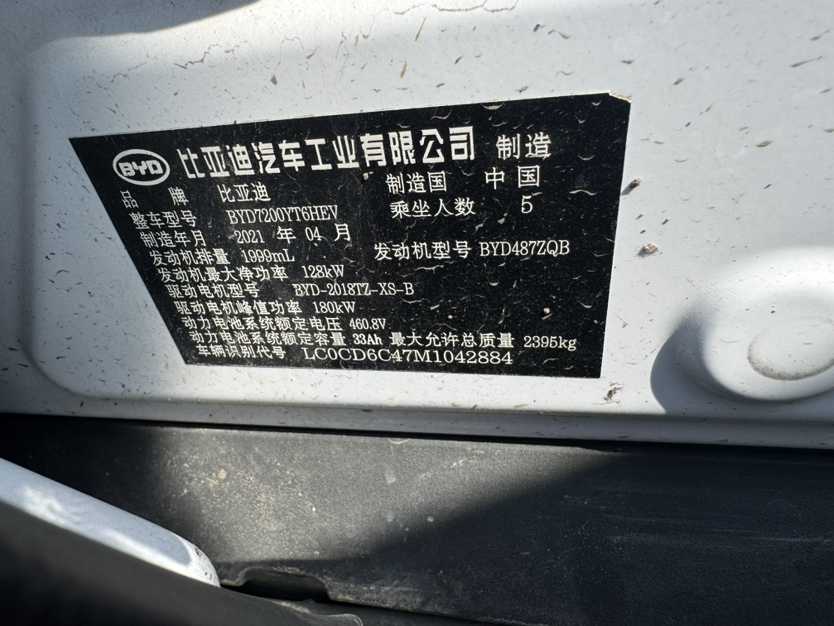 BYD 比亚迪汽车工业有限公司 制造
品牌 比亚迪 制造国 中国
整车型号 BYD7200YT6HEV 乘坐人数 5
制造年月 2021 年 04 月
发动机排量 1999mL 发动机型号 BYD487ZQB
发动机最大净功率 128kW
驱动电机型号 BYD-2018TZ-XS-B
驱动电机峰值功率 180kW
动力电池系统额定电压 460.8V
动力电池系统额定容量 33Ah 最大允许总质量 2395kg
车辆识别代号 LC0CD6C47M1042884